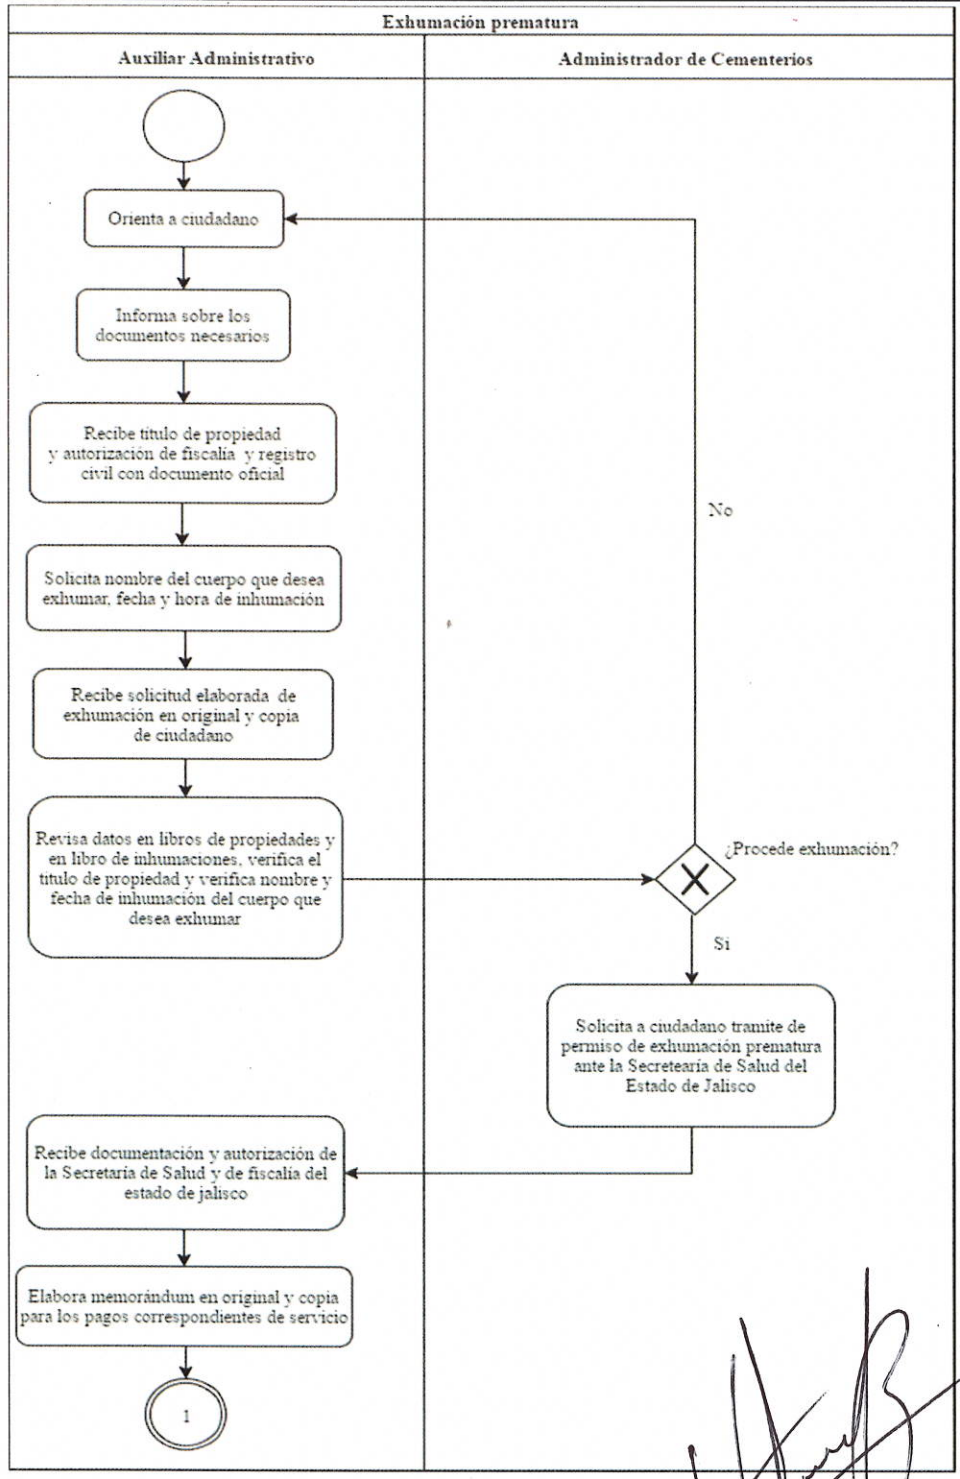 Exhumación prematura
Auxiliar Administrativo
Administrador de Cementerios
Orienta a ciudadano
Informa sobre los
documentos necesarios
Recibe titulo de propiedad
y autorización de fiscalía y registro
civil con documento oficial
No
Solicita nombre del cuerpo que desea
exhumar, fecha y hora de inhumación
Recibe solicitud elaborada de
exhumación en original y copia
de ciudadano
Revisa datos en libros de propiedades y
en libro de inhumaciones, verifica el
titulo de propiedad y verifica nombre y
fecha de inhumación del cuerpo que
desea exhumar
¿Procede exhumación?
Si
Solicita a ciudadano tramite de
permiso de exhumación prematura
ante la Secretearía de Salud del
Estado de Jalisco
Recibe documentación y autorización de
la Secretaría de Salud y de fiscalía del
estado de jalisco
Elabora memorándum en original y copia
para los pagos correspondientes de servicio
1